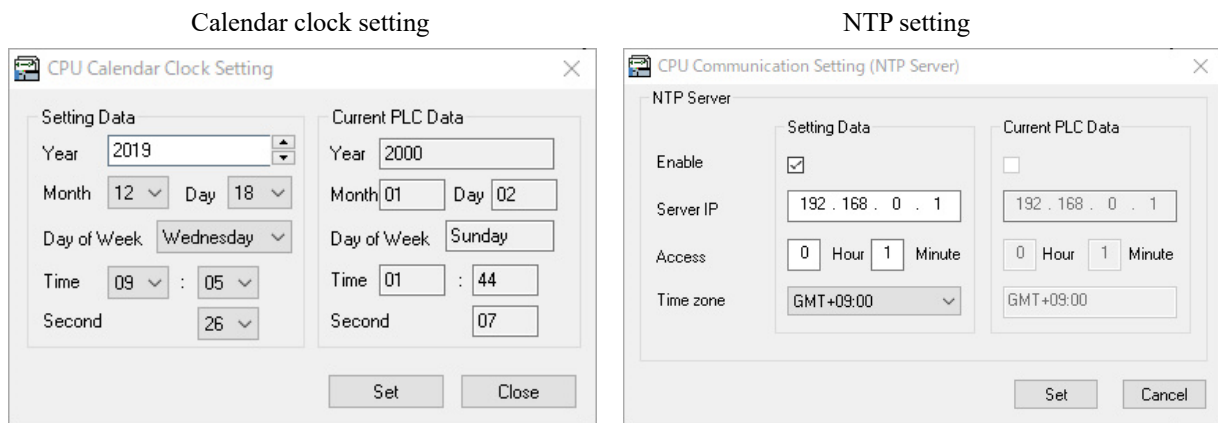 Calendar clock setting
CPU Calendar Clock Setting
Setting Data
Year 2019
Month 12 Day 18
Day of Week Wednesday
Time 09 : 05
Second 26
Current PLC Data
Year 2000
Month 01 Day 02
Day of Week Sunday
Time 01 : 44
Second 07
Set Close
NTP setting
CPU Communication Setting (NTP Server)
NTP Server
Setting Data Current PLC Data
Enable
Server IP 192 . 168 . 0 . 1 192 . 168 . 0 . 1
Access 0 Hour 1 Minute 0 Hour 1 Minute
Time zone GMT+09:00 GMT+09:00
Set Cancel